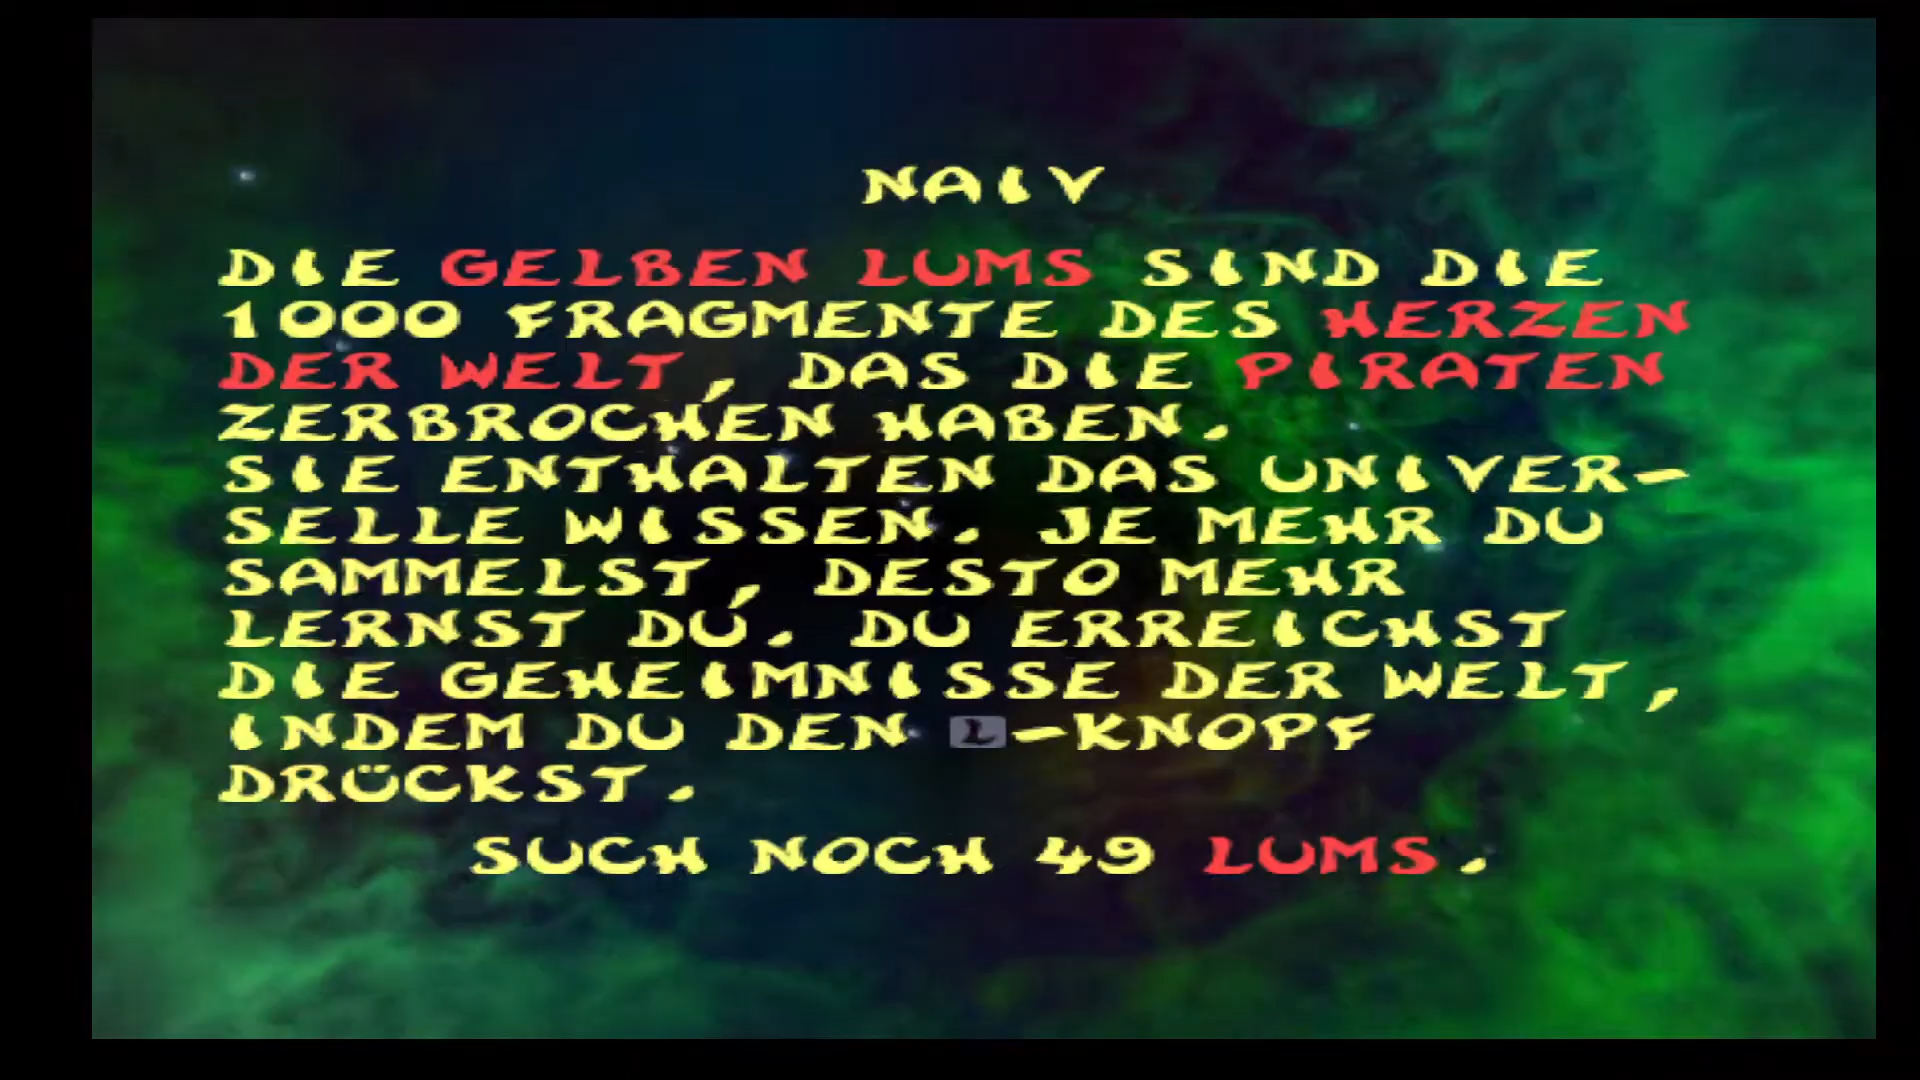 NAIV
DIE GELBEN LUMS SIND DIE
1000 FRAGMENTE DES HERZEN
DER WELT, DAS DIE PIRATEN
ZERBROCHEN HABEN.
SIE ENTHALTEN DAS UNIVER-
SELLE WISSEN. JE MEHR DU
SAMMELST, DESTO MEHR
LERNST DU. DU ERREICHST
DIE GEHEIMNISSE DER WELT,
INDEM DU DEN L-KNOPF
DRÜCKST.
SUCH NOCH 49 LUMS.